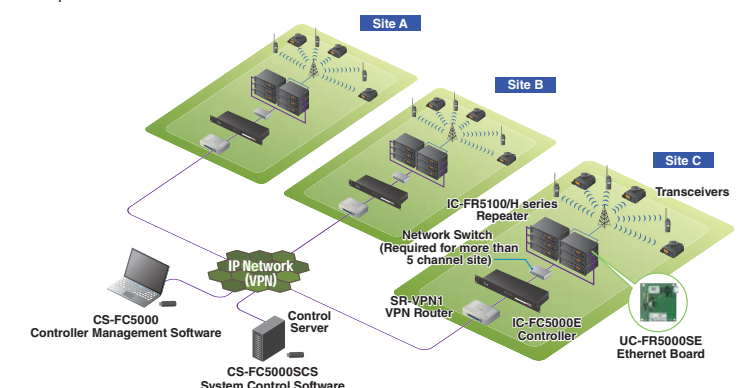 Site A
Site B
Site C
Transceivers
IC-FR5100/H series
Repeater
Network Switch
(Required for more than
5 channel site)
IP Network
(VPN)
SR-VPN1
VPN Router
IC-FC5000E
Controller
UC-FR5000SE
Ethernet Board
CS-FC5000
Controller Management Software
Control
Server
CS-FC5000SCS
System Control Software